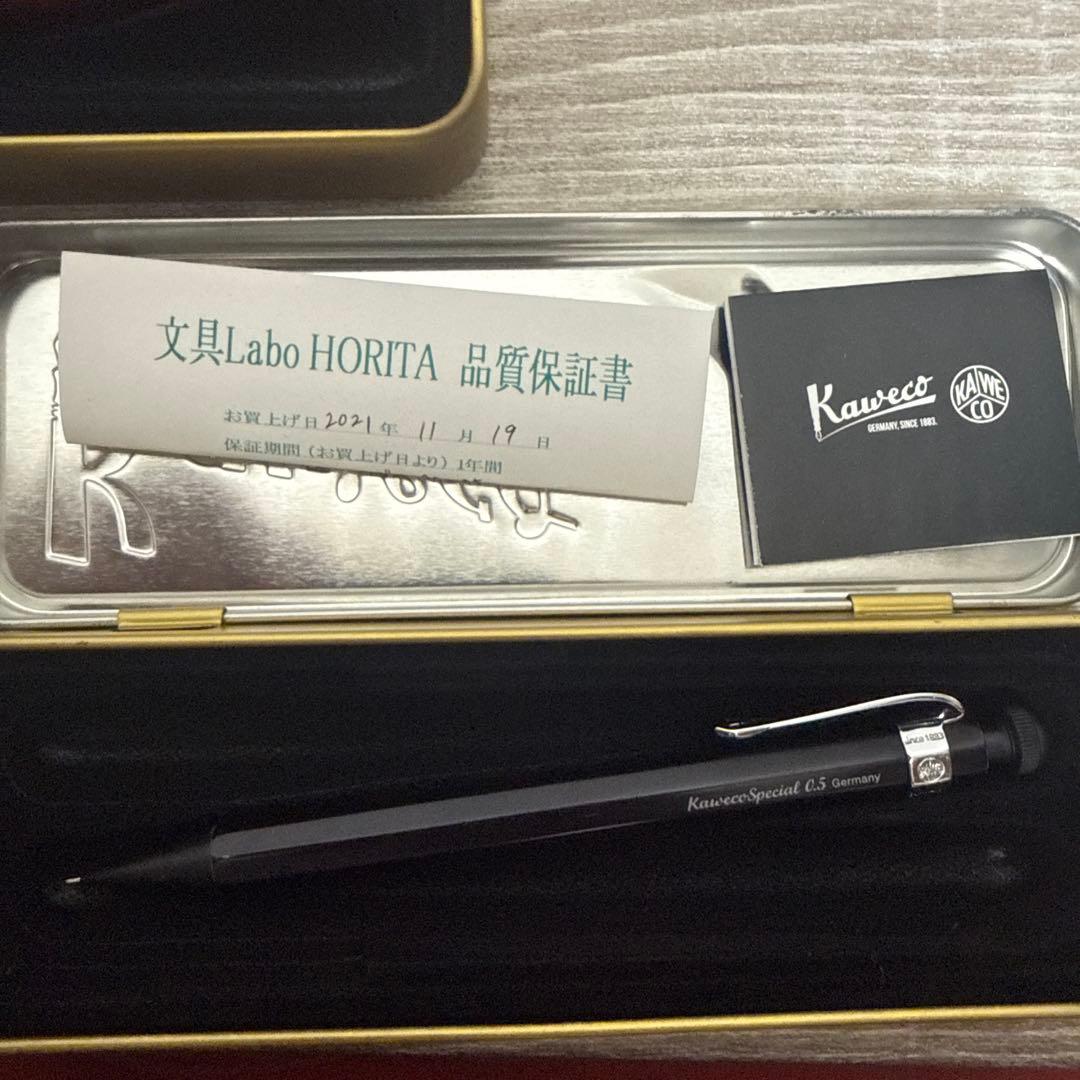 文具Labo HORITA 品質保証書
お買上げ日 2021 年 11 月 19 日
保証期間（お買上げ日より）1年間
Kaweco
GERMANY, SINCE 1883.
KA WE CO
since 1883
KawecoSpecial 0.5 Germany